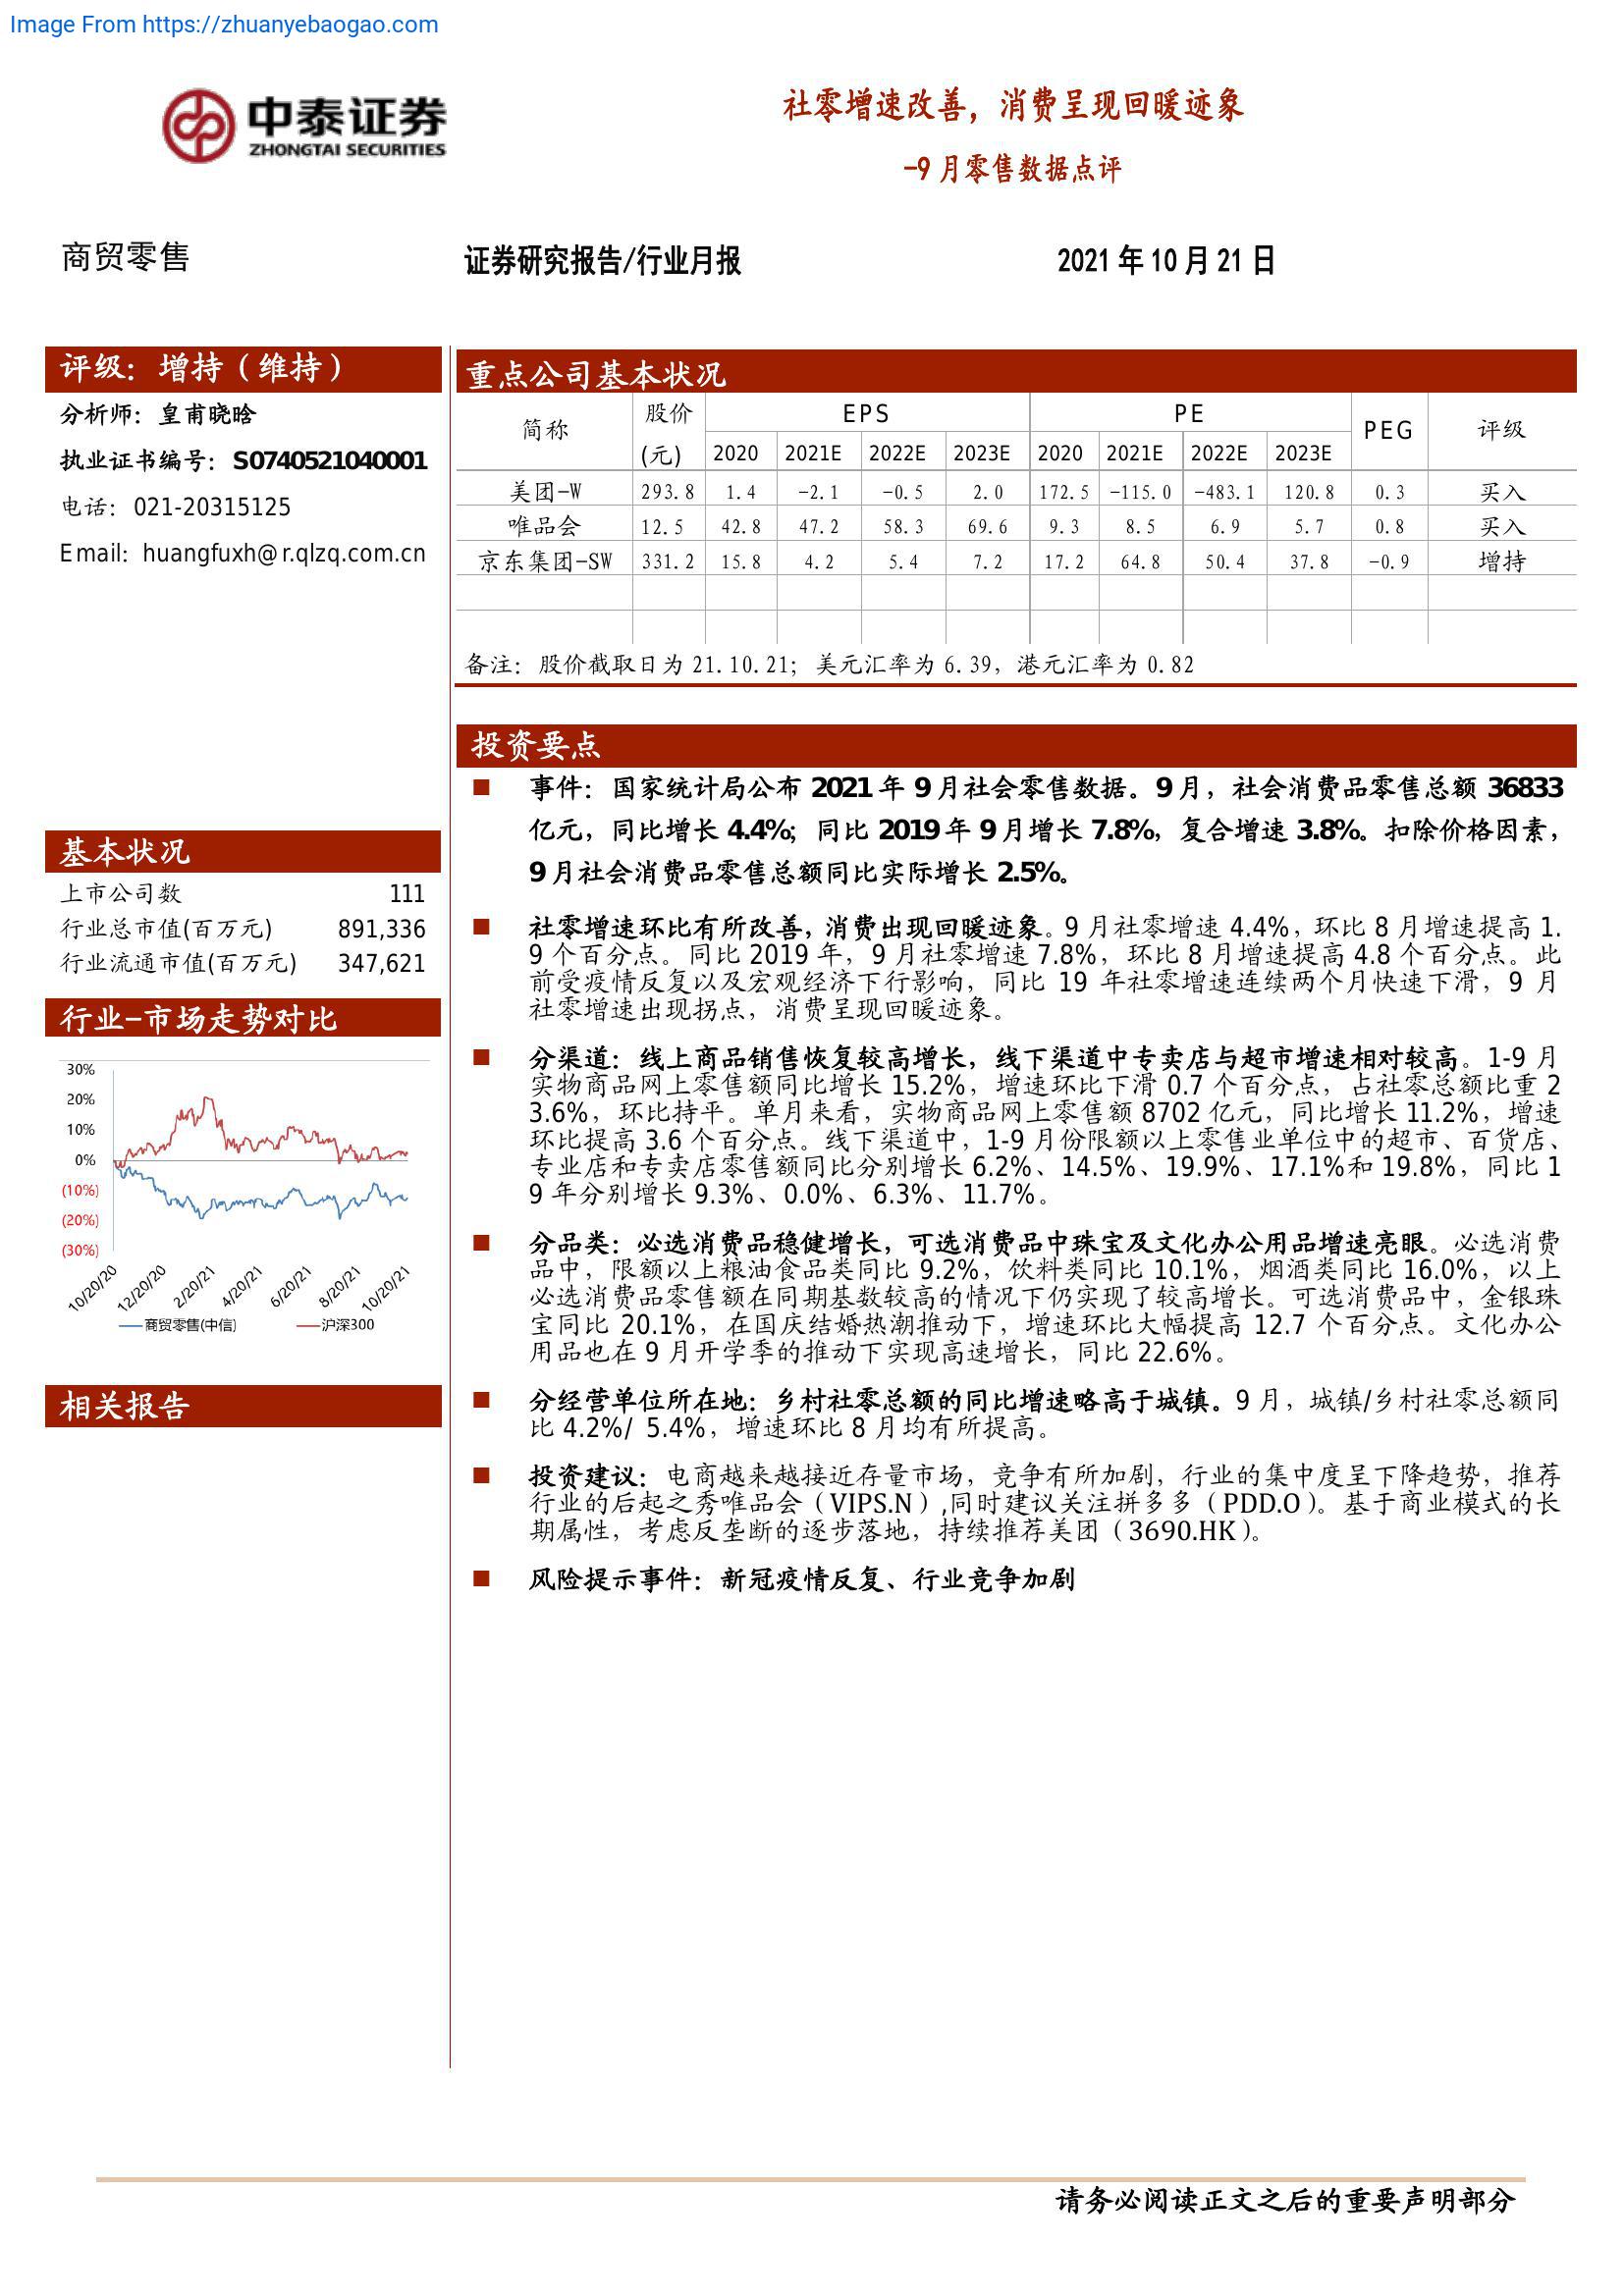 Image From https://zhuanyebaogao.com
中泰证券
ZHONGTAI SECURITIES
社零增速改善，消费呈现回暖迹象
-9 月零售数据点评
商贸零售
证券研究报告/行业月报
2021 年 10 月 21 日
评级：增持（维持）
分析师：皇甫晓晗
执业证书编号：S0740521040001
电话：021-20315125
Email：huangfuxh@r.qlzq.com.cn
基本状况
上市公司数 111
行业总市值(百万元) 891,336
行业流通市值(百万元) 347,621
行业-市场走势对比
30%
20%
10%
0%
(10%)
(20%)
(30%)
10/20/20 12/20/20 2/20/21 4/20/21 6/20/21 8/20/21 10/20/21
商贸零售(中信) 沪深300
相关报告
重点公司基本状况
简称 股价(元) EPS PE PEG 评级
2020 2021E 2022E 2023E 2020 2021E 2022E 2023E
美团-W 293.8 1.4 -2.1 -0.5 2.0 172.5 -115.0 -483.1 120.8 0.3 买入
唯品会 12.5 42.8 47.2 58.3 69.6 9.3 8.5 6.9 5.7 0.8 买入
京东集团-SW 331.2 15.8 4.2 5.4 7.2 17.2 64.8 50.4 37.8 -0.9 增持
备注：股价截取日为 21.10.21；美元汇率为 6.39，港元汇率为 0.82
投资要点
■ 事件：国家统计局公布 2021 年 9 月社会零售数据。9 月，社会消费品零售总额 36833
亿元，同比增长 4.4%；同比 2019 年 9 月增长 7.8%，复合增速 3.8%。扣除价格因素，
9 月社会消费品零售总额同比实际增长 2.5%。
■ 社零增速环比有所改善，消费出现回暖迹象。9 月社零增速 4.4%，环比 8 月增速提高 1.
9 个百分点。同比 2019 年，9 月社零增速 7.8%，环比 8 月增速提高 4.8 个百分点。此
前受疫情反复以及宏观经济下行影响，同比 19 年社零增速连续两个月快速下滑，9 月
社零增速出现拐点，消费呈现回暖迹象。
■ 分渠道：线上商品销售恢复较高增长，线下渠道中专卖店与超市增速相对较高。1-9 月
实物商品网上零售额同比增长 15.2%，增速环比下滑 0.7 个百分点，占社零总额比重 2
3.6%，环比持平。单月来看，实物商品网上零售额 8702 亿元，同比增长 11.2%，增速
环比提高 3.6 个百分点。线下渠道中，1-9 月份限额以上零售业单位中的超市、百货店、
专业店和专卖店零售额同比分别增长 6.2%、14.5%、19.9%、17.1%和 19.8%，同比 1
9 年分别增长 9.3%、0.0%、6.3%、11.7%。
■ 分品类：必选消费品稳健增长，可选消费品中珠宝及文化办公用品增速亮眼。必选消费
品中，限额以上粮油食品类同比 9.2%，饮料类同比 10.1%，烟酒类同比 16.0%，以上
必选消费品零售额在同期基数较高的情况下仍实现了较高增长。可选消费品中，金银珠
宝同比 20.1%，在国庆结婚热潮推动下，增速环比大幅提高 12.7 个百分点。文化办公
用品也在 9 月开学季的推动下实现高速增长，同比 22.6%。
■ 分经营单位所在地：乡村社零总额的同比增速略高于城镇。9 月，城镇/乡村社零总额同
比 4.2%/ 5.4%，增速环比 8 月均有所提高。
■ 投资建议：电商越来越接近存量市场，竞争有所加剧，行业的集中度呈下降趋势，推荐
行业的后起之秀唯品会（VIPS.N）,同时建议关注拼多多（PDD.O）。基于商业模式的长
期属性，考虑反垄断的逐步落地，持续推荐美团（3690.HK）。
■ 风险提示事件：新冠疫情反复、行业竞争加剧
请务必阅读正文之后的重要声明部分